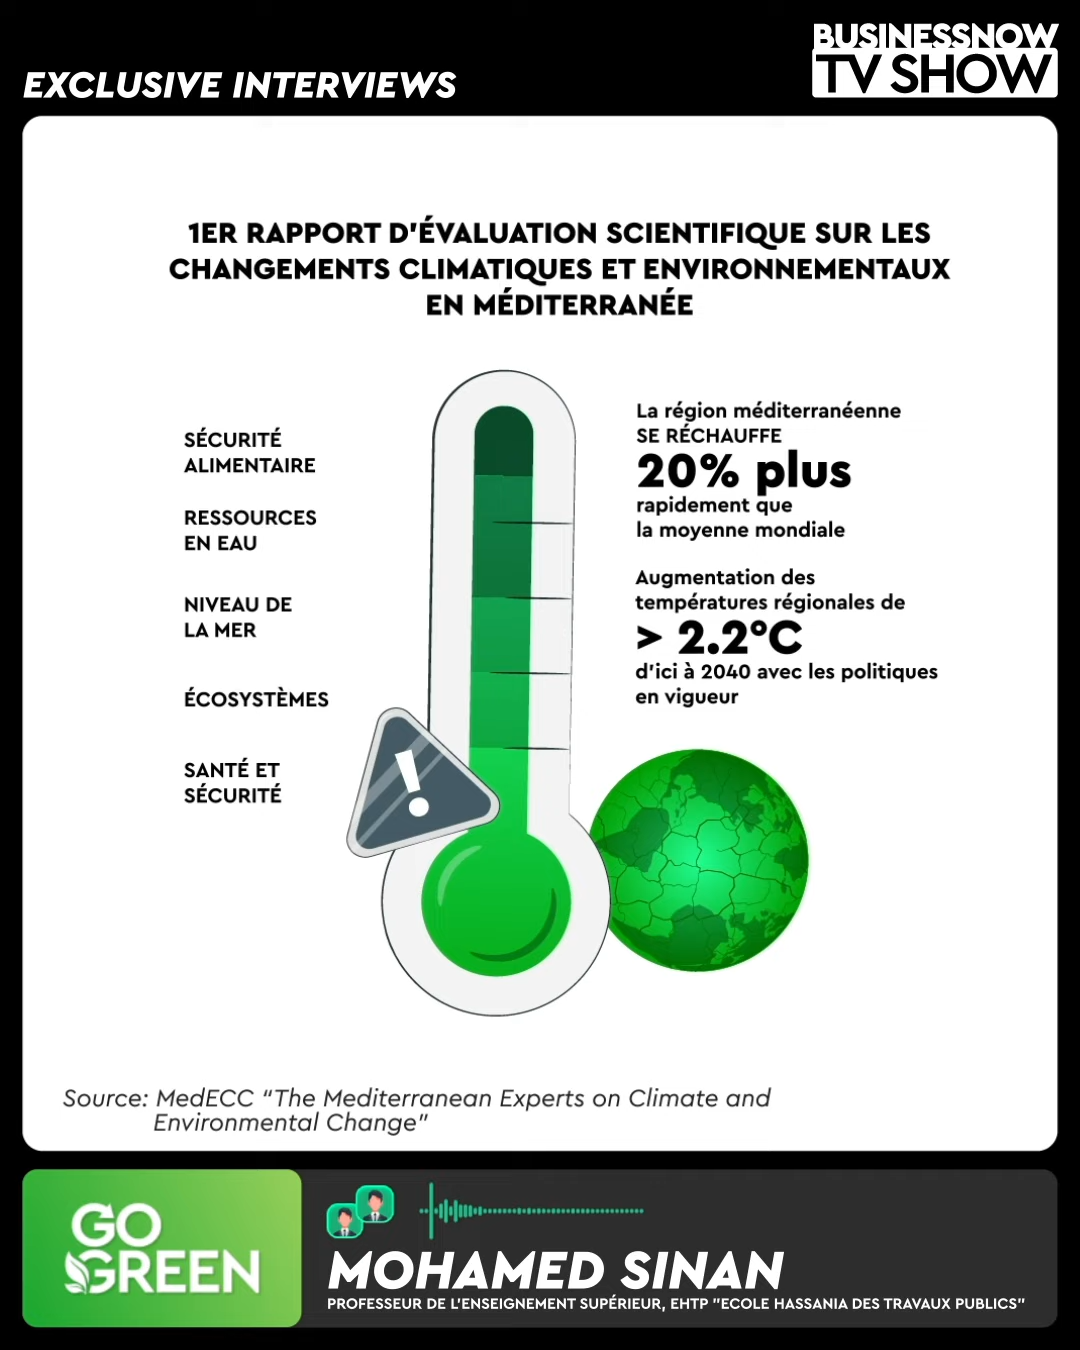 EXCLUSIVE INTERVIEWS
BUSINESSNOW
TV SHOW
1ER RAPPORT D'ÉVALUATION SCIENTIFIQUE SUR LES
CHANGEMENTS CLIMATIQUES ET ENVIRONNEMENTAUX
EN MÉDITERRANÉE
SÉCURITÉ
ALIMENTAIRE
RESSOURCES
EN EAU
NIVEAU DE
LA MER
ÉCOSYSTÈMES
SANTÉ ET
SÉCURITÉ
La région méditerranéenne
SE RÉCHAUFFE
20% plus
rapidement que
la moyenne mondiale
Augmentation des
températures régionales de
> 2.2°C
d'ici à 2040 avec les politiques
en vigueur
!
Source: MedECC "The Mediterranean Experts on Climate and
Environmental Change"
GO
GREEN
MOHAMED SINAN
PROFESSEUR DE L'ENSEIGNEMENT SUPÉRIEUR, EHTP "ECOLE HASSANIA DES TRAVAUX PUBLICS"